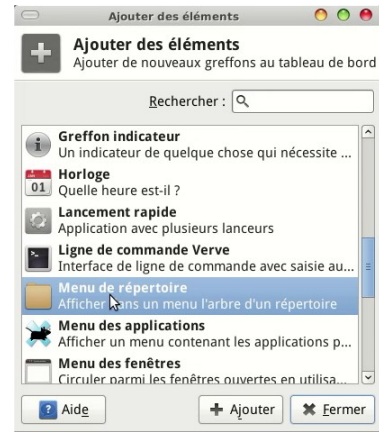 Ajouter des éléments
Ajouter des éléments
Ajouter de nouveaux greffons au tableau de bord
Rechercher :
Greffon indicateur
Un indicateur de quelque chose qui nécessite ...
Horloge
01
Quelle heure est-il ?
Lancement rapide
Application avec plusieurs lanceurs
Ligne de commande Verve
Interface de ligne de commande avec saisie au...
Menu de répertoire
Afficher dans un menu l'arbre d'un répertoire
Menu des applications
Afficher un menu contenant les applications p...
Menu des fenêtres
Circuler parmi les fenêtres ouvertes en utilisa...
Aide
Ajouter
Fermer